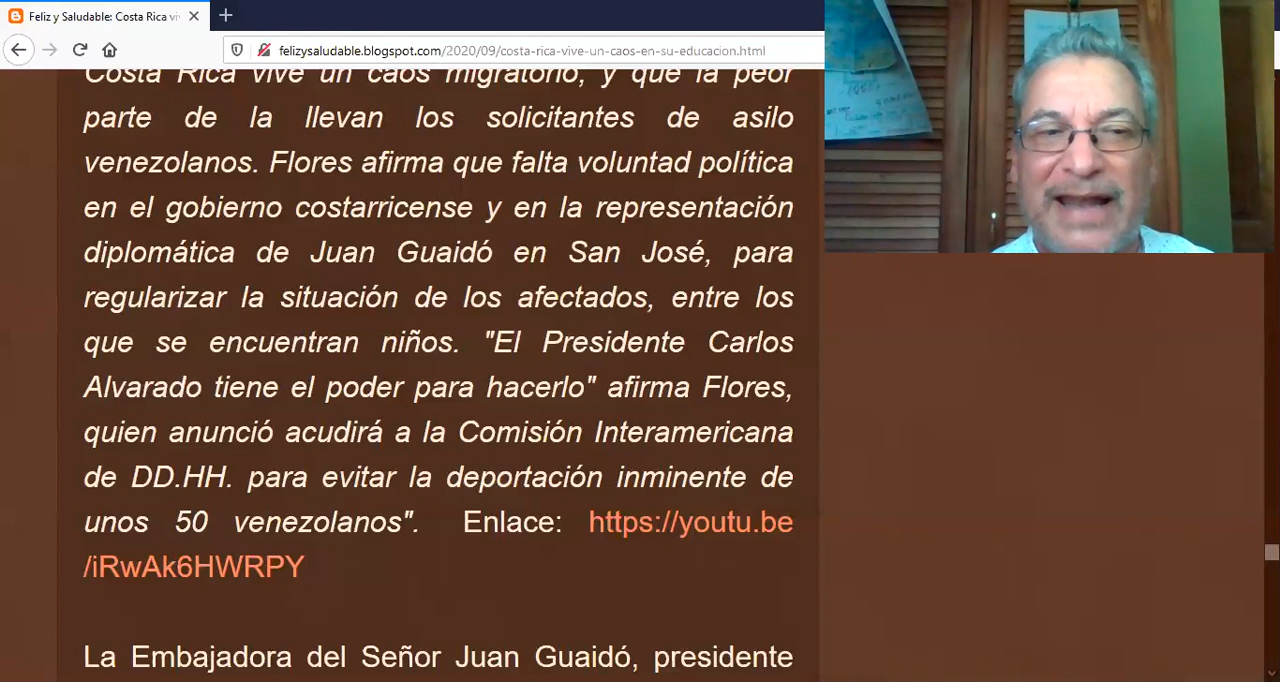 Feliz y Saludable: Costa Rica vi
felizysaludable.blogspot.com/2020/09/costa-rica-vive-un-caos-en-su-educacion.html
Costa Rica vive un caos migratorio, y que la peor
parte de la llevan los solicitantes de asilo
venezolanos. Flores afirma que falta voluntad política
en el gobierno costarricense y en la representación
diplomática de Juan Guaidó en San José, para
regularizar la situación de los afectados, entre los
que se encuentran niños. "El Presidente Carlos
Alvarado tiene el poder para hacerlo" afirma Flores,
quien anunció acudirá a la Comisión Interamericana
de DD.HH. para evitar la deportación inminente de
unos 50 venezolanos". Enlace: https://youtu.be
/iRwAk6HWRPY
La Embajadora del Señor Juan Guaidó, presidente